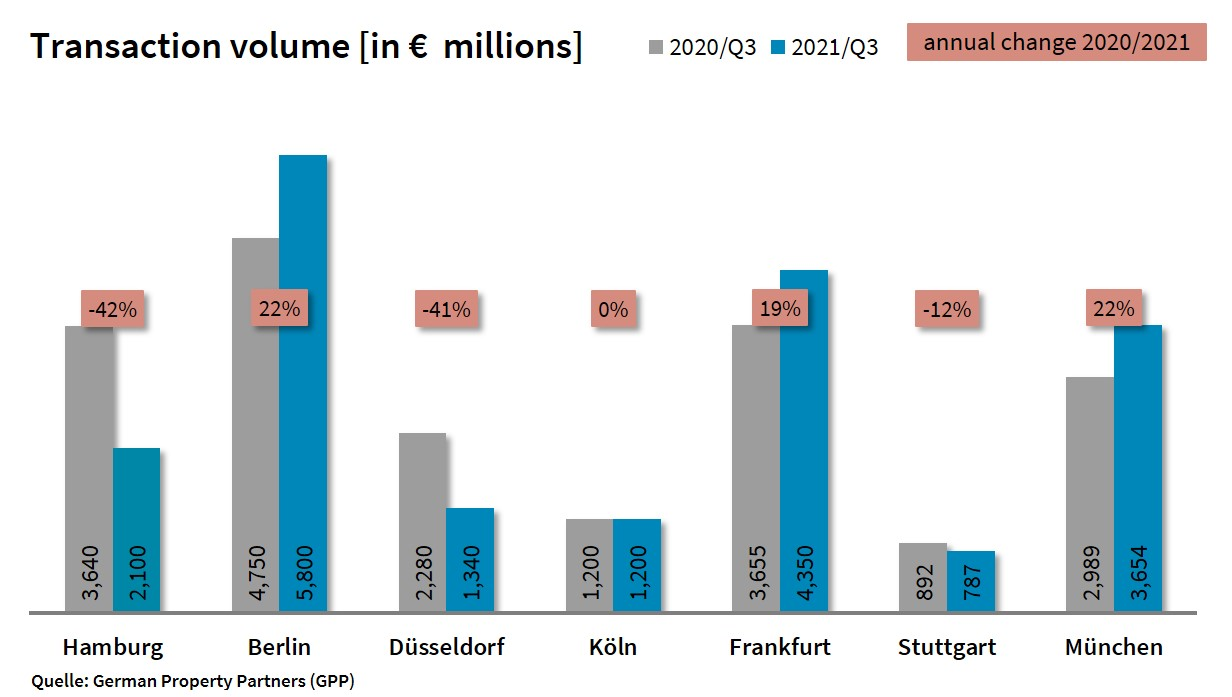 Transaction volume [in € millions]
2020/Q3 2021/Q3
annual change 2020/2021
-42% 22% -41% 0% 19% -12% 22%
3,640 2,100 4,750 5,800 2,280 1,340 1,200 1,200 3,655 4,350 892 787 2,989 3,654
Hamburg Berlin Düsseldorf Köln Frankfurt Stuttgart München
Quelle: German Property Partners (GPP)